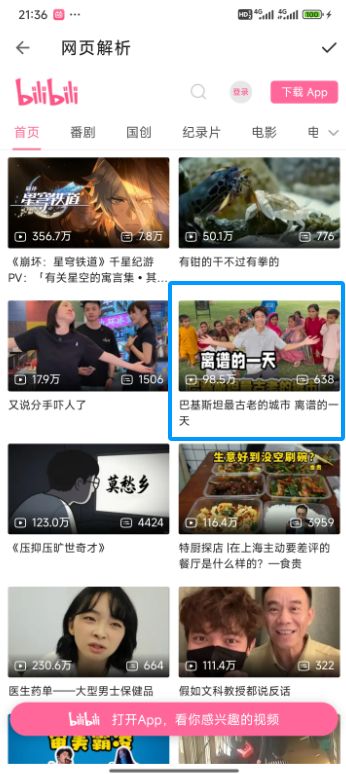 21:36
HD 4G 4G 100
网页解析
bilibili
登录
下载 App
首页 番剧 国创 纪录片 电影 电
崩坏
星穹铁道
356.7万 7.8万
50.1万 776
《崩坏：星穹铁道》千星纪游
PV：「有关星空的寓言集•其...
有钳的干不过有拳的
17.9万 1506
离谱的一天
98.5万 638
又说分手吓人了
巴基斯坦最古老的城市 离谱的一
天
莫愁乡
123.0万 4424
生意好到没空刷碗?
116.4万 3959
《压抑压旷世奇才》
特厨探店 |在上海主动要差评的
餐厅是什么样的？—食贵
230.6万 664
111.4万 322
医生药单——大型男士保健品
假如文科教授都说反话
bilibili 打开App，看你感兴趣的视频